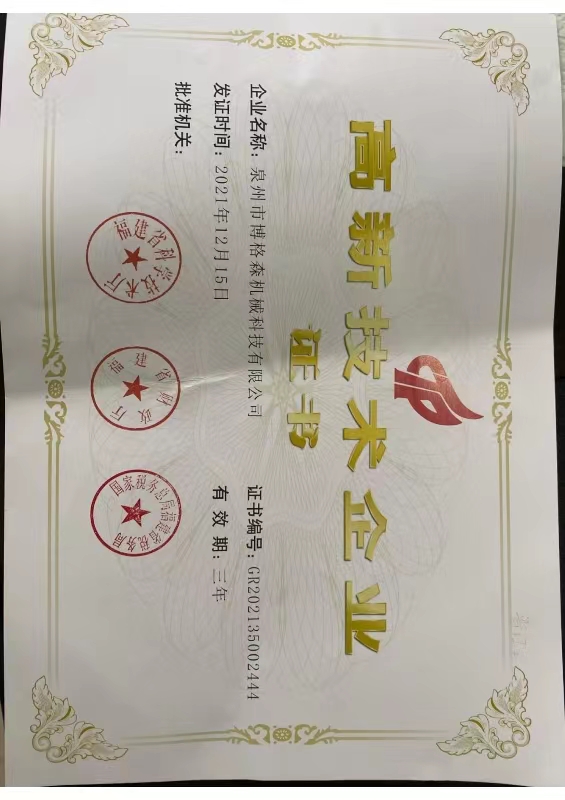 高新技术企业
证书
企业名称：泉州市博格森机械科技有限公司
证书编号：GR202135002444
发证时间：2021年12月15日
有效期：三年
批准机关：
福建省科学技术厅
福建省财政厅
国家税务总局福建省税务局